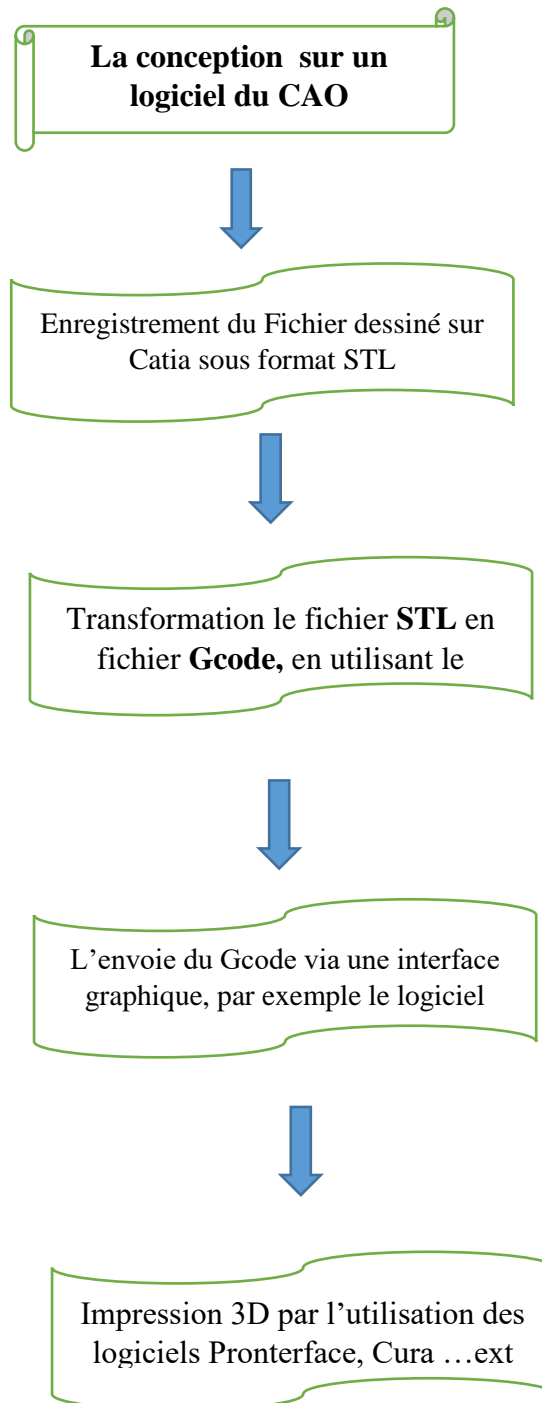 La conception sur un
logiciel du CAO
Enregistrement du Fichier dessiné sur
Catia sous format STL
Transformation le fichier STL en
fichier Gcode, en utilisant le
L’envoie du Gcode via une interface
graphique, par exemple le logiciel
Impression 3D par l’utilisation des
logiciels Pronterface, Cura …ext